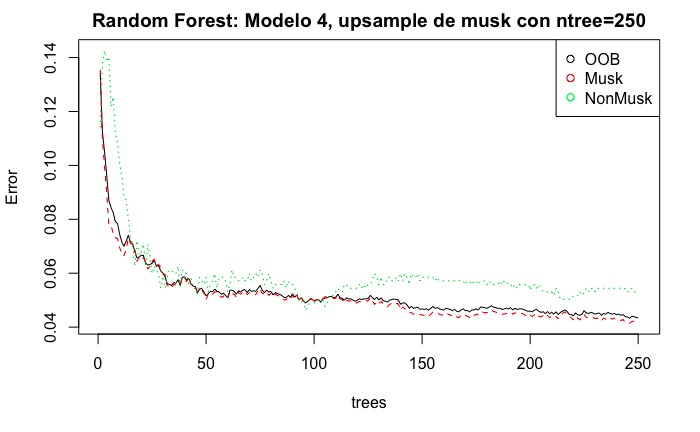 Random Forest: Modelo 4, upsample de musk con ntree=250
OOB
Musk
NonMusk
Error
0.14
0.12
0.10
0.08
0.06
0.04
0 50 100 150 200 250
trees